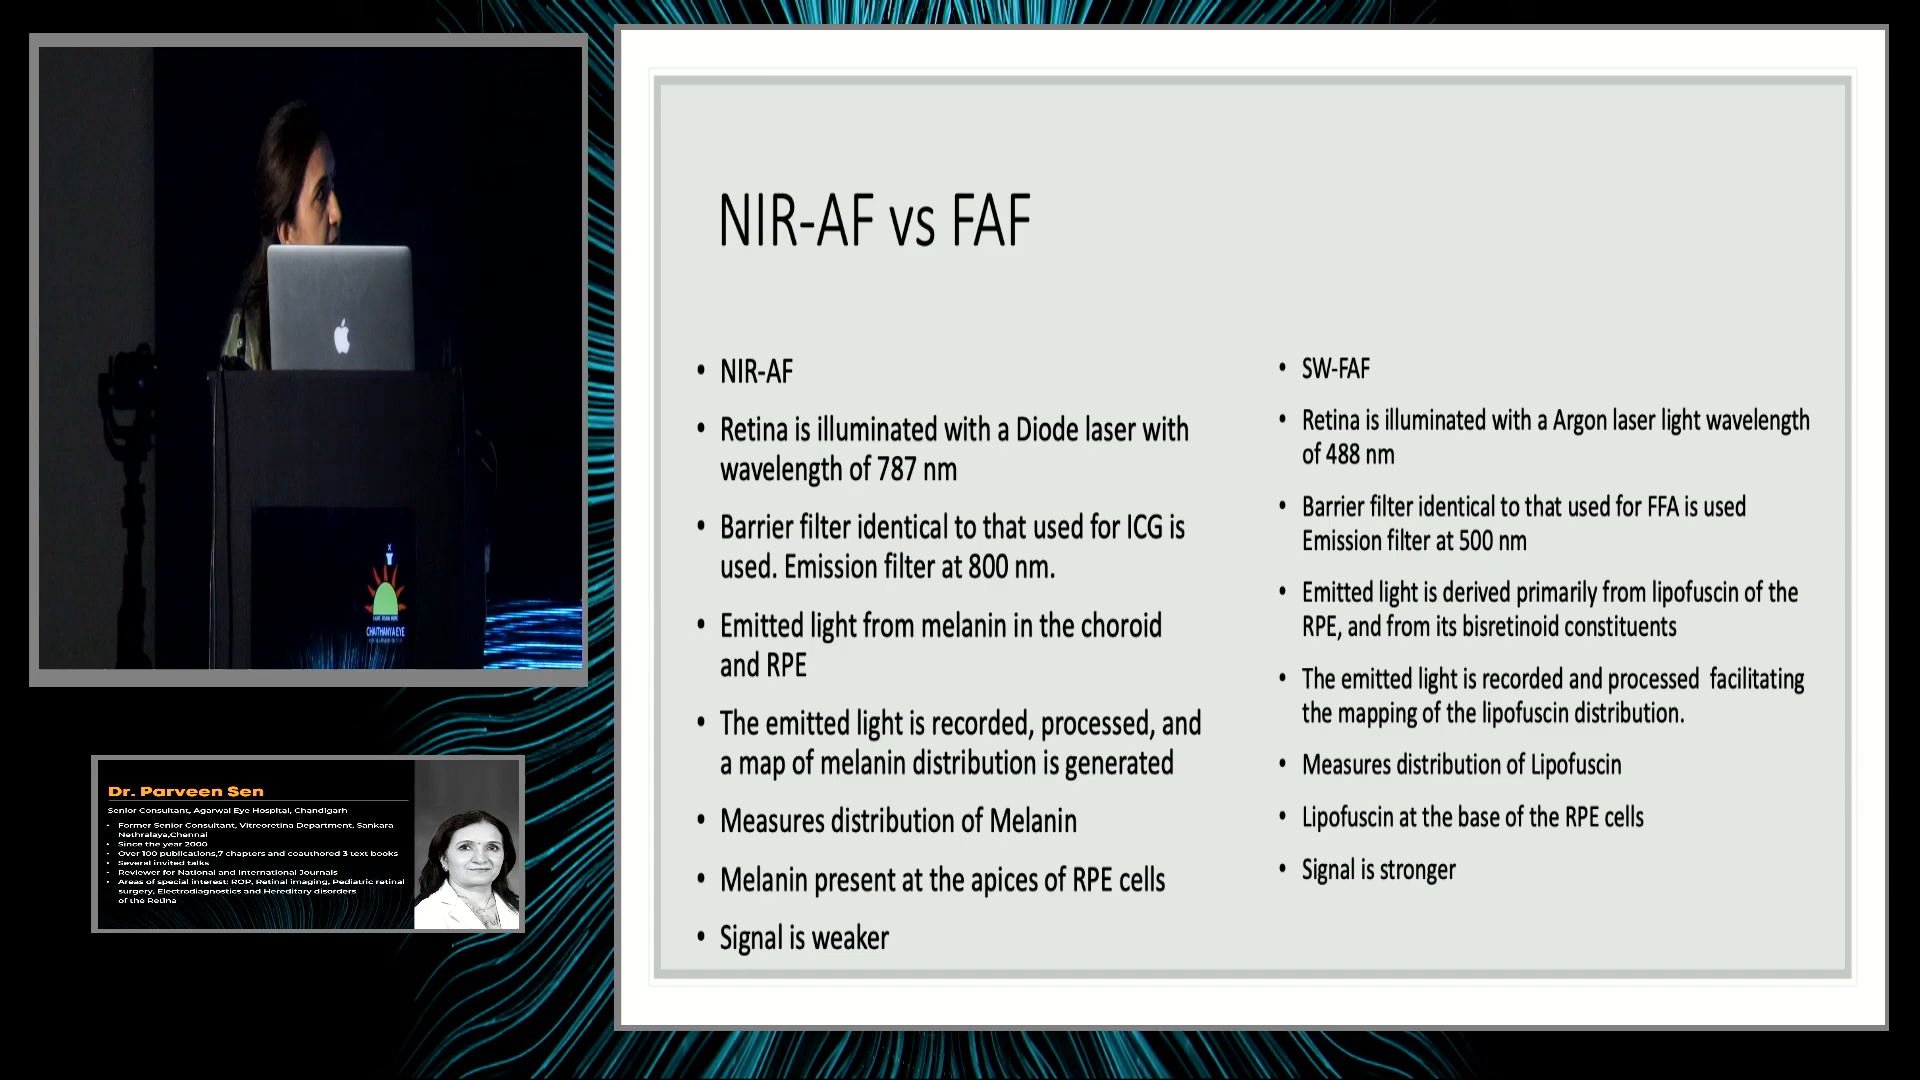 NIR-AF vs FAF
• NIR-AF
• Retina is illuminated with a Diode laser with
wavelength of 787 nm
• Barrier filter identical to that used for ICG is
used. Emission filter at 800 nm.
• Emitted light from melanin in the choroid
and RPE
• The emitted light is recorded, processed, and
a map of melanin distribution is generated
• Measures distribution of Melanin
• Melanin present at the apices of RPE cells
• Signal is weaker
• SW-FAF
• Retina is illuminated with a Argon laser light wavelength
of 488 nm
• Barrier filter identical to that used for FFA is used
Emission filter at 500 nm
• Emitted light is derived primarily from lipofuscin of the
RPE, and from its bisretinoid constituents
• The emitted light is recorded and processed facilitating
the mapping of the lipofuscin distribution.
• Measures distribution of Lipofuscin
• Lipofuscin at the base of the RPE cells
• Signal is stronger
CHAITHANYA EYE
Dr. Parveen Sen
Senior Consultant, Agarwal Eye Hospital, Chandigarh
• Former Senior Consultant, Vitreoretina Department, Sankara
Nethralaya,Chennai
• Since the year 2000
• Over 100 publications,7 chapters and coauthored 3 text books
• Several invited talks
• Reviewer for National and International Journals
• Areas of special interest: ROP, Retinal imaging, Pediatric retinal
surgery, Electrodiagnostics and Hereditary disorders
of the Retina